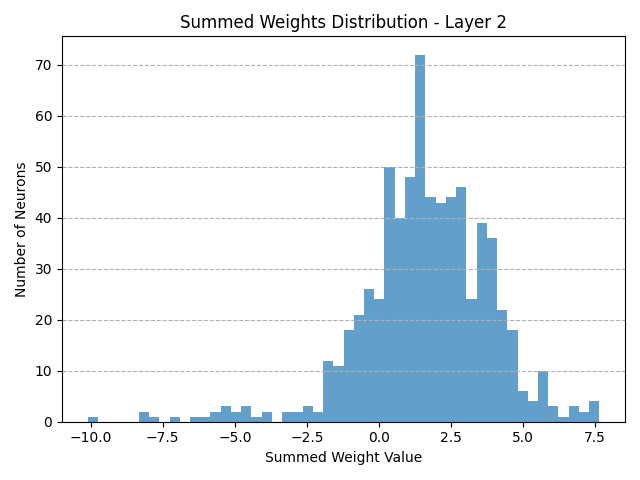 Summed Weights Distribution - Layer 2
Number of Neurons
70
60
50
40
30
20
10
0
−10.0 −7.5 −5.0 −2.5 0.0 2.5 5.0 7.5
Summed Weight Value